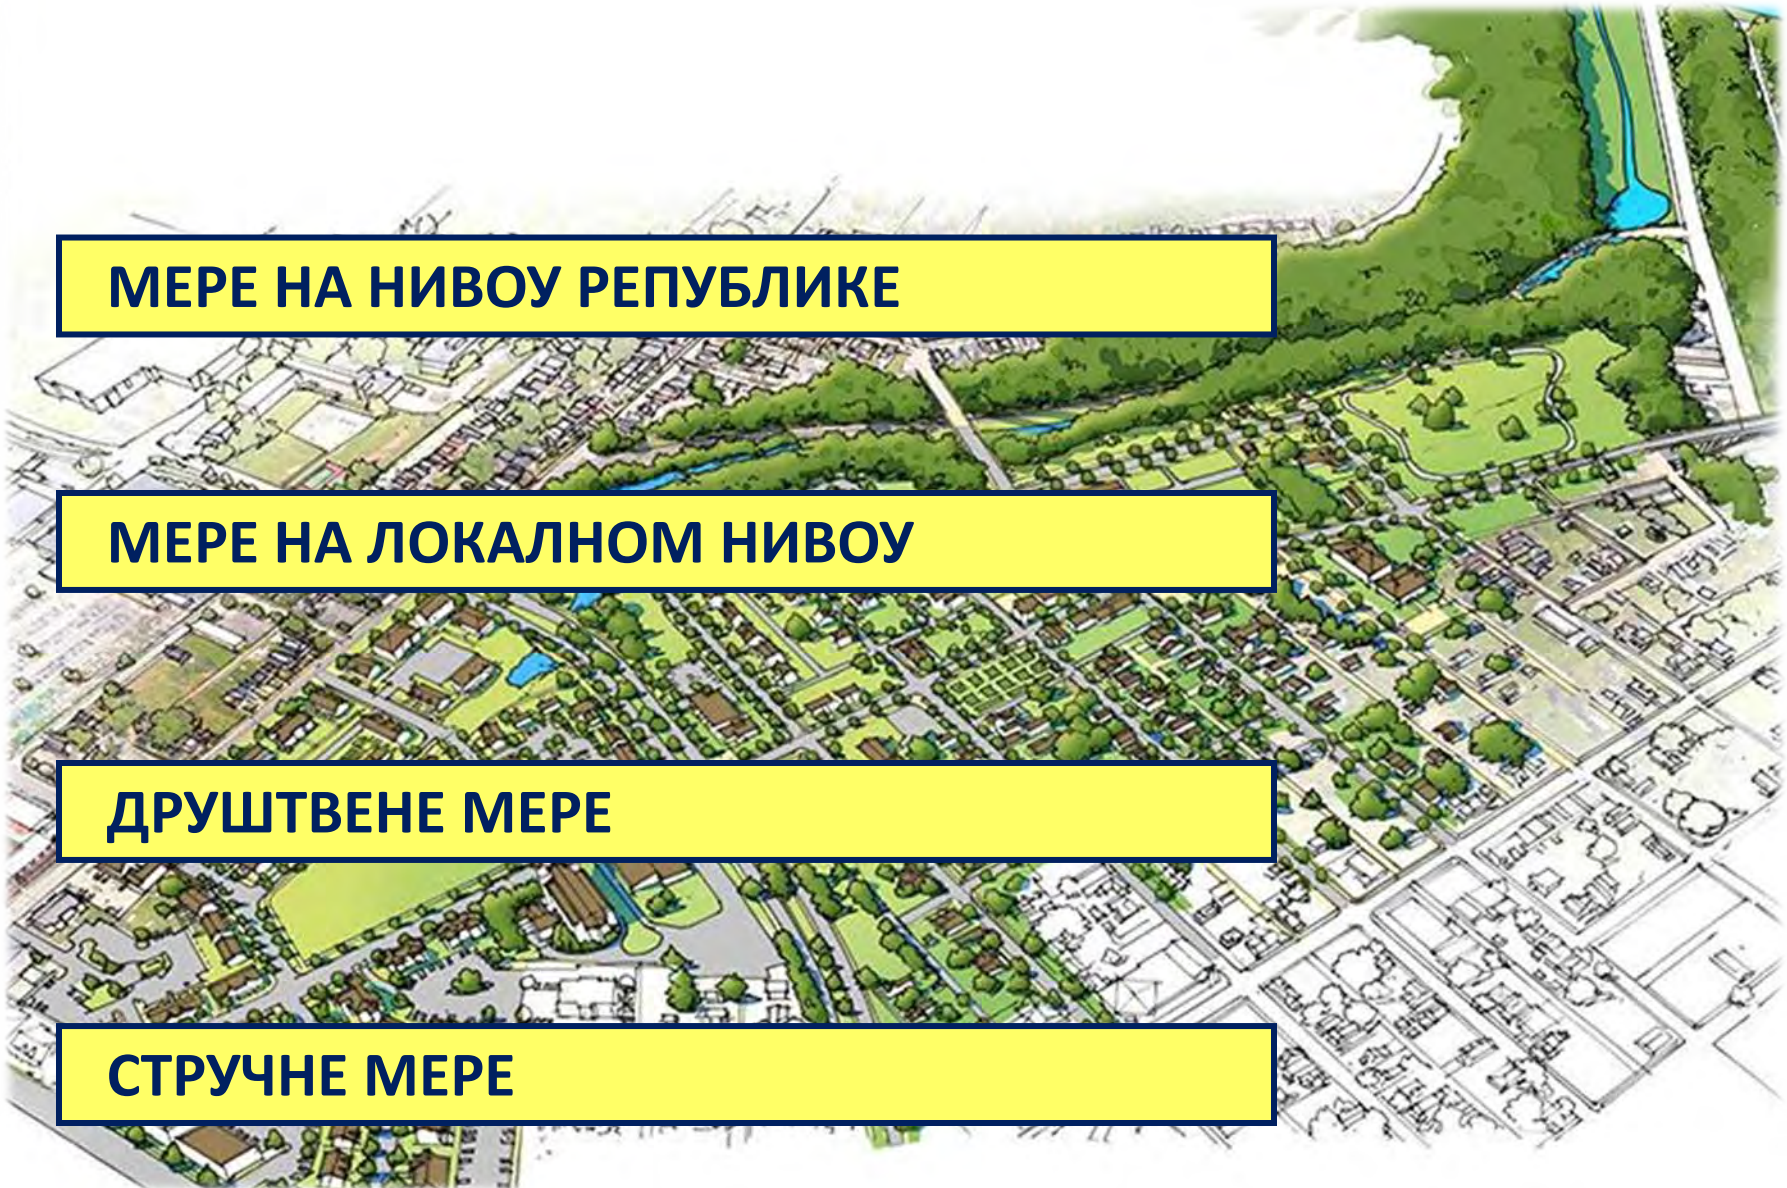 МЕРЕ НА НИВОУ РЕПУБЛИКЕ
МЕРЕ НА ЛОКАЛНОМ НИВОУ
ДРУШТВЕНЕ МЕРЕ
СТРУЧНЕ МЕРЕ